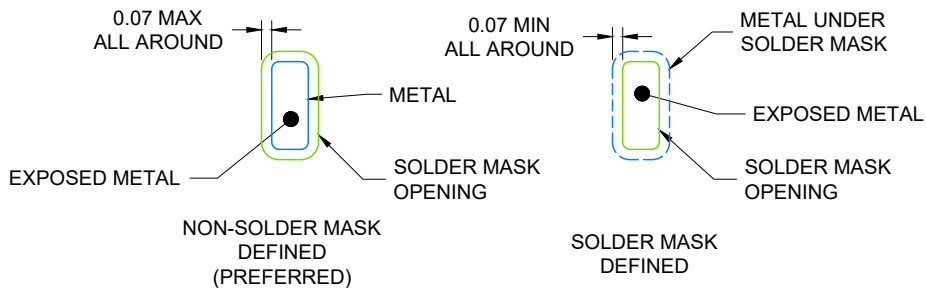 0.07 MAX
ALL AROUND
METAL
EXPOSED METAL
SOLDER MASK
OPENING
NON-SOLDER MASK
DEFINED
(PREFERRED)
0.07 MIN
ALL AROUND
METAL UNDER
SOLDER MASK
EXPOSED METAL
SOLDER MASK
OPENING
SOLDER MASK
DEFINED